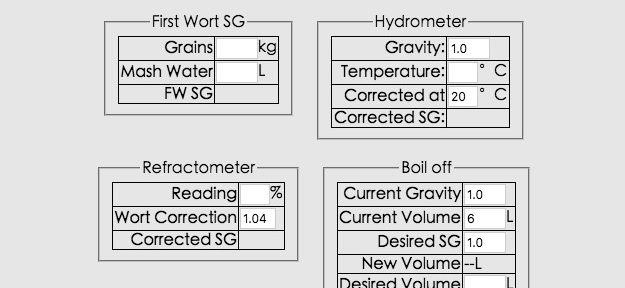 First Wort SG
Grains kg
Mash Water L
FW SG
Hydrometer
Gravity: 1.0
Temperature: ° C
Corrected at 20 ° C
Corrected SG:
Refractometer
Reading %
Wort Correction 1.04
Corrected SG
Boil off
Current Gravity 1.0
Current Volume 6 L
Desired SG 1.0
New Volume --L
Desired Volume L